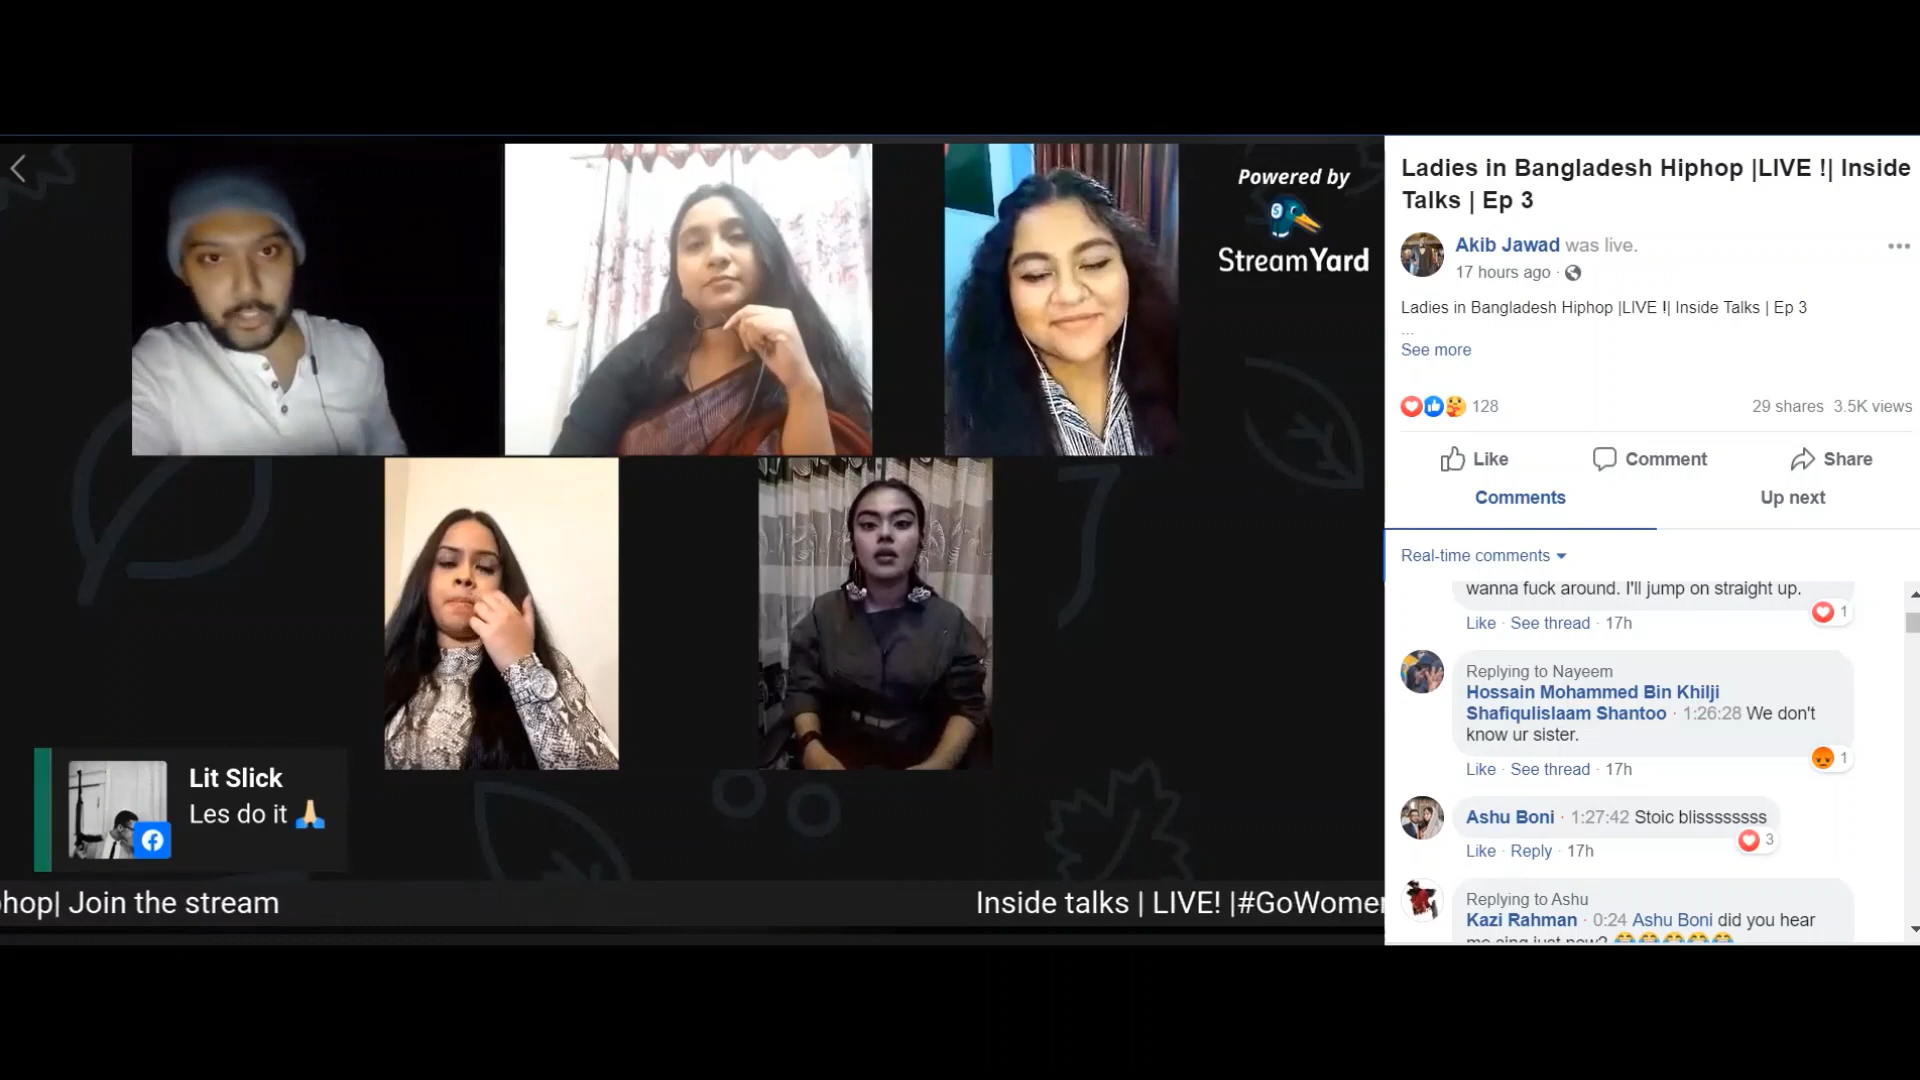 Powered by
StreamYard
Lit Slick
Les do it 🙏
hop| Join the stream
Inside talks | LIVE! |#GoWomen
Ladies in Bangladesh Hiphop |LIVE !| Inside
Talks | Ep 3
Akib Jawad was live.
17 hours ago ·
Ladies in Bangladesh Hiphop |LIVE !| Inside Talks | Ep 3
...
See more
128
29 shares 3.5K views
Like Comment Share
Comments Up next
Real-time comments
wanna fuck around. I'll jump on straight up.
1
Like · See thread · 17h
Replying to Nayeem
Hossain Mohammed Bin Khilji
Shafiqulislaam Shantoo · 1:26:28 We don't
know ur sister.
1
Like · See thread · 17h
Ashu Boni · 1:27:42 Stoic blissssssss
3
Like · Reply · 17h
Replying to Ashu
Kazi Rahman · 0:24 Ashu Boni did you hear
me sing just now? 😂😂😂😂😂